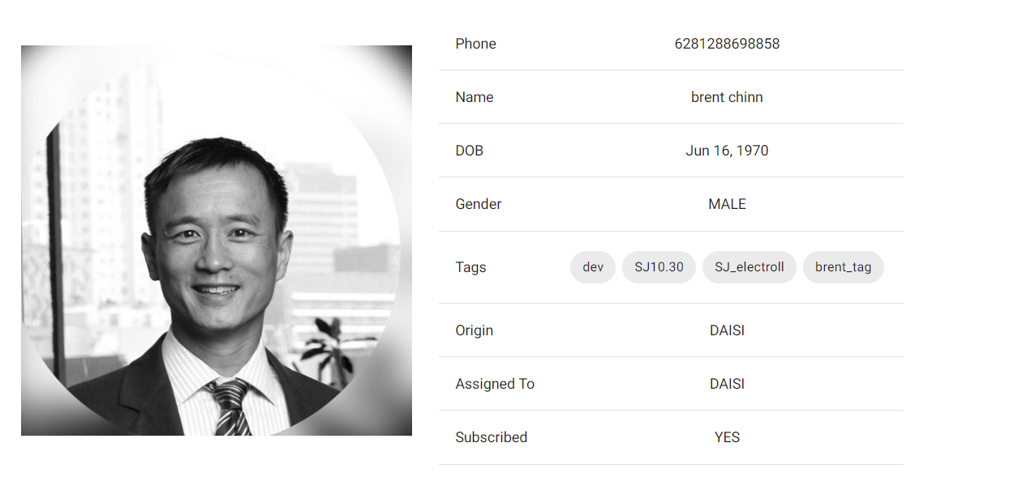 Phone 6281288698858
Name brent chinn
DOB Jun 16, 1970
Gender MALE
Tags dev SJ10.30 SJ_electroll brent_tag
Origin DAISI
Assigned To DAISI
Subscribed YES